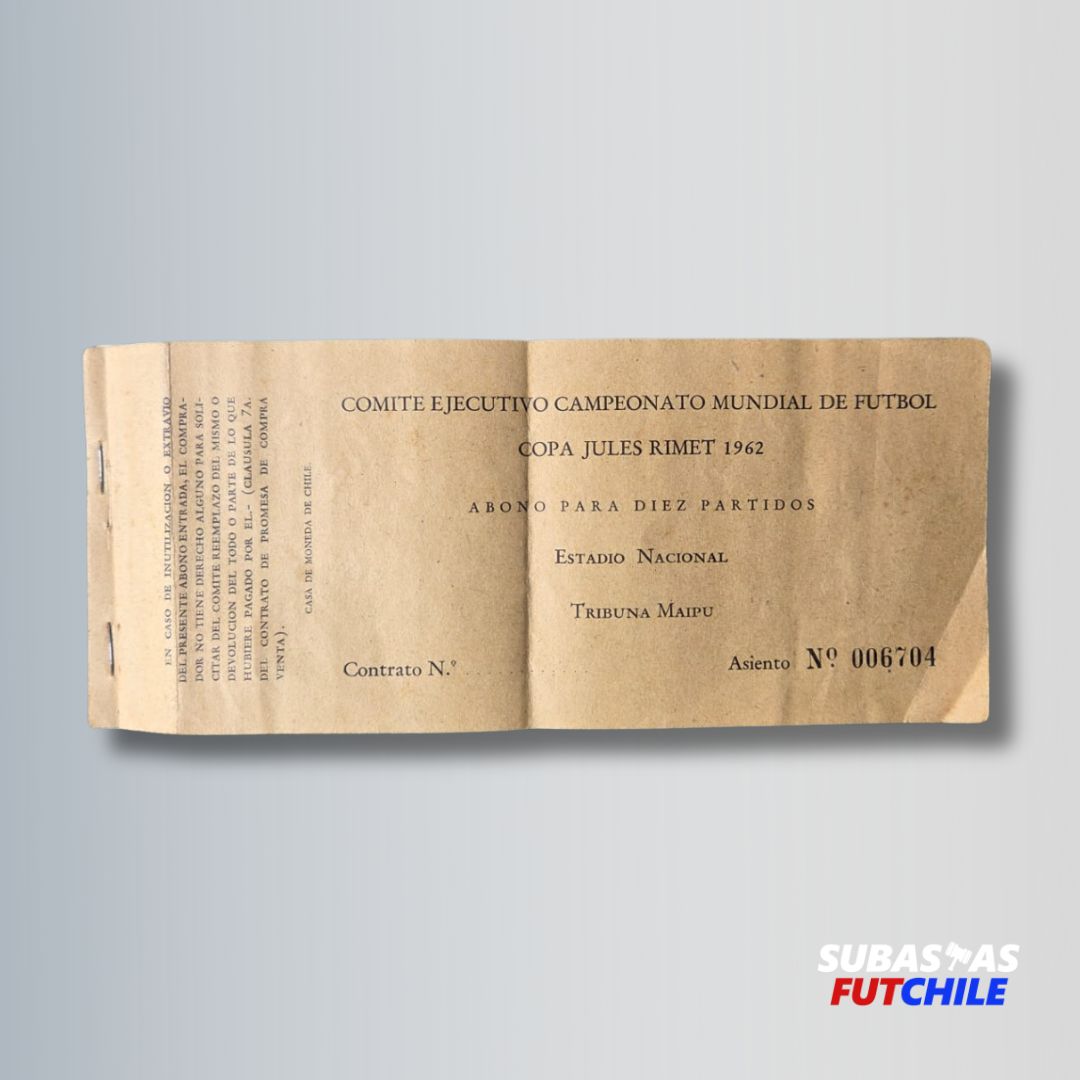 EN CASO DE INUTILIZACION O EXTRAVIO
DEL PRESENTE ABONO ENTRADA, EL COMPRA-
DOR NO TIENE DERECHO ALGUNO PARA SOLI-
CITAR DEL COMITE REEMPLAZO DEL MISMO O
DEVOLUCION DEL TODO O PARTE DE LO QUE
HUBIERE PAGADO POR EL.- (CLAUSULA 7A.
DEL CONTRATO DE PROMESA DE COMPRA
VENTA).
CASA DE MONEDA DE CHILE.
COMITE EJECUTIVO CAMPEONATO MUNDIAL DE FUTBOL
COPA JULES RIMET 1962
ABONO PARA DIEZ PARTIDOS
ESTADIO NACIONAL
TRIBUNA MAIPU
Contrato N.º
Asiento Nº 006704
SUBASTAS
FUTCHILE